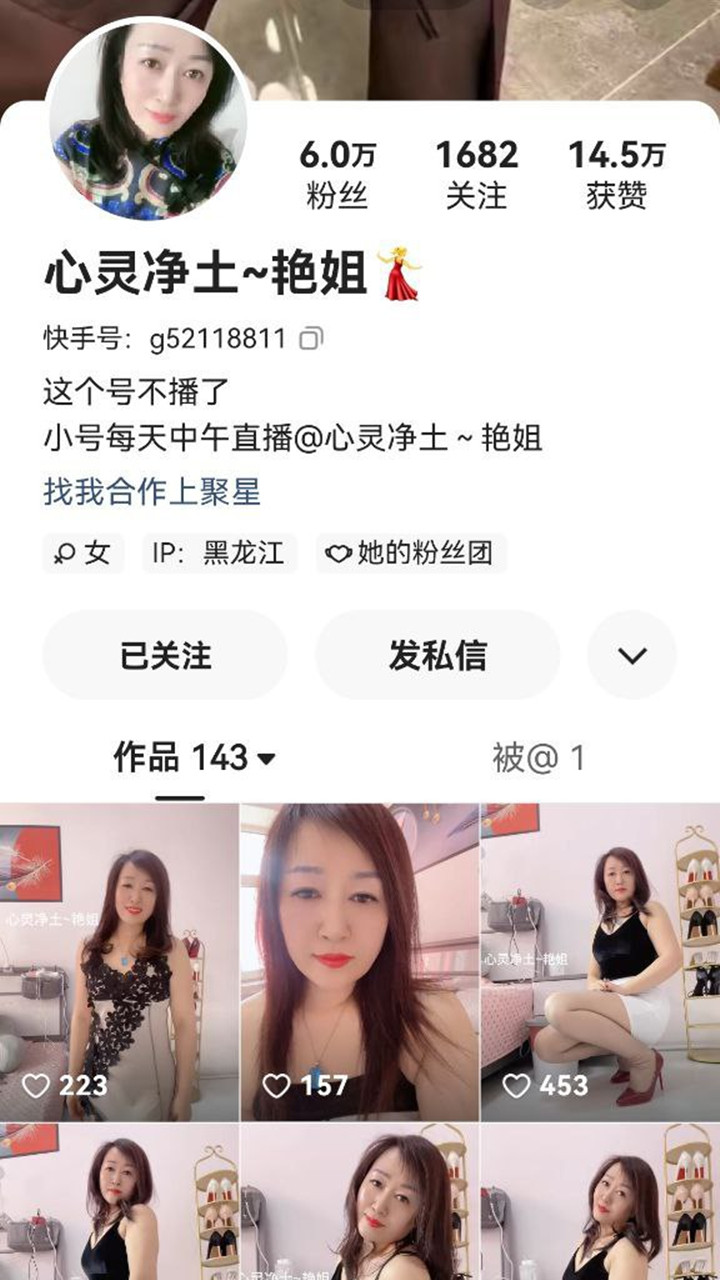 6.0万 1682 14.5万
粉丝 关注 获赞
心灵净土~艳姐
快手号：g52118811
这个号不播了
小号每天中午直播@心灵净土~艳姐
找我合作上聚星
女 IP：黑龙江 她的粉丝团
已关注 发私信
作品 143 被@ 1
心灵净土~艳姐
心灵净土~艳姐
223 157 453
心灵净土~艳姐